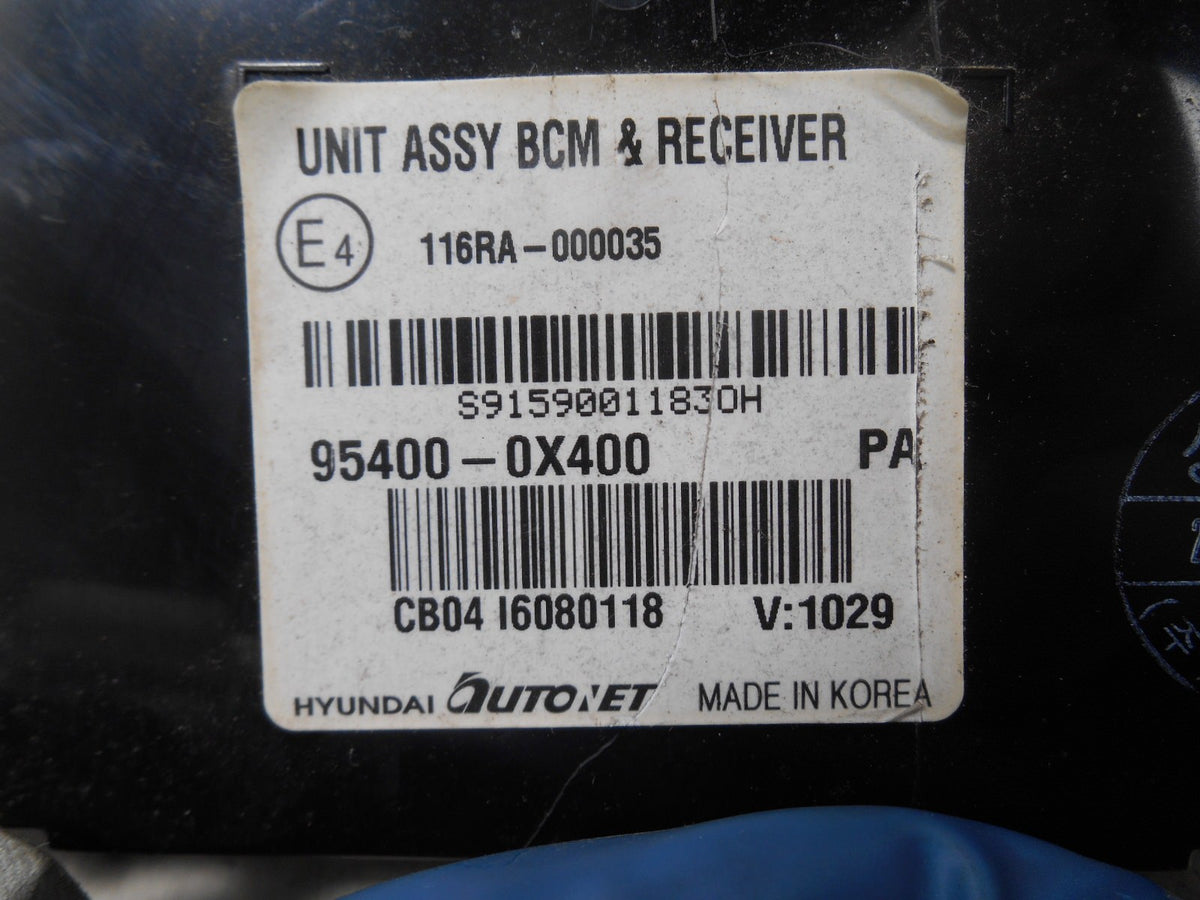 UNIT ASSY BCM & RECEIVER
E4 116RA-000035
S91590011830H
95400-0X400 PA
CB04 I6080118 V:1029
HYUNDAI AUTONET MADE IN KOREA